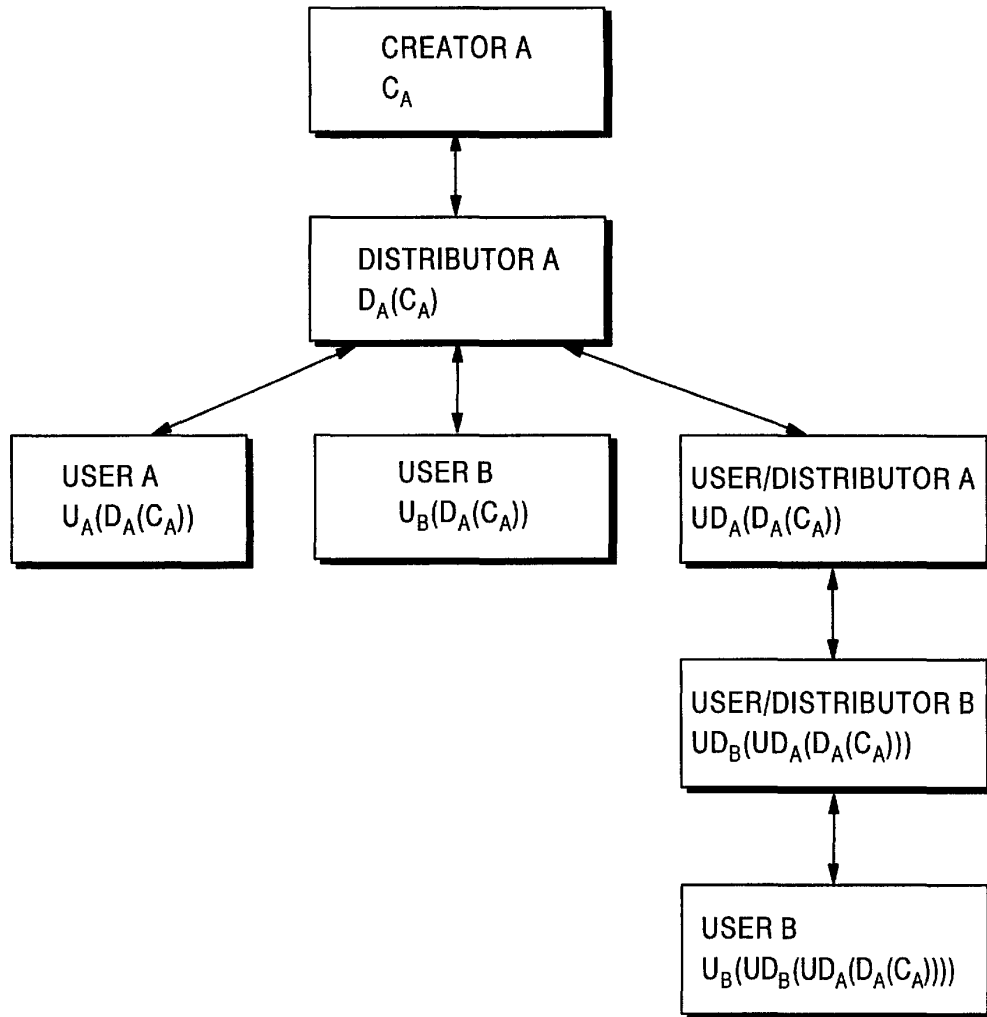 CREATOR A
C_A
DISTRIBUTOR A
D_A(C_A)
USER A
U_A(D_A(C_A))
USER B
U_B(D_A(C_A))
USER/DISTRIBUTOR A
UD_A(D_A(C_A))
USER/DISTRIBUTOR B
UD_B(UD_A(D_A(C_A)))
USER B
U_B(UD_B(UD_A(D_A(C_A))))